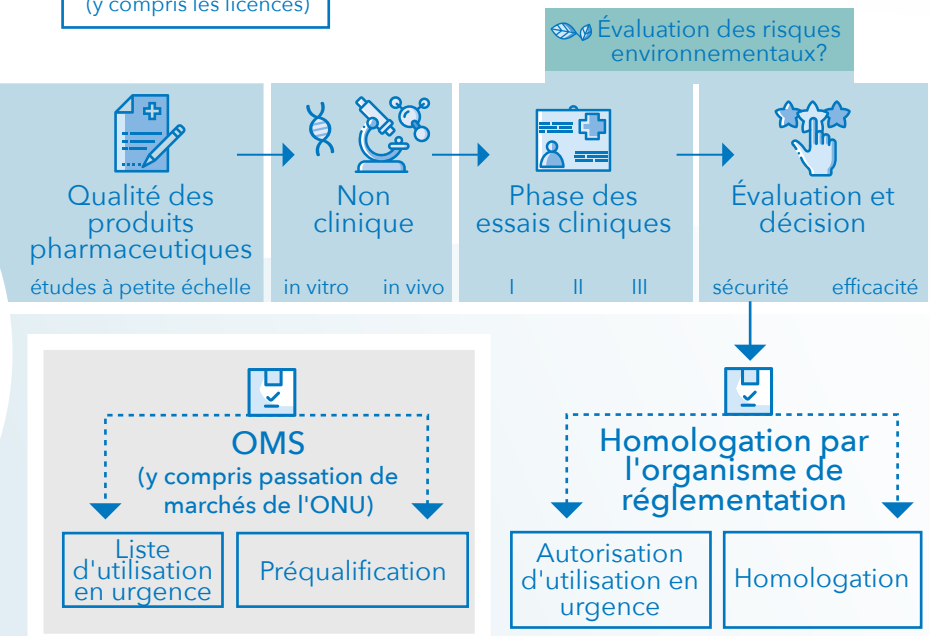 (y compris les licences)
Évaluation des risques
environnementaux?
Qualité des
produits
pharmaceutiques
études à petite échelle
Non
clinique
in vitro in vivo
Phase des
essais cliniques
I II III
Évaluation et
décision
sécurité efficacité
OMS
(y compris passation de
marchés de l'ONU)
Liste
d'utilisation
en urgence
Préqualification
Homologation par
l'organisme de
réglementation
Autorisation
d'utilisation en
urgence
Homologation